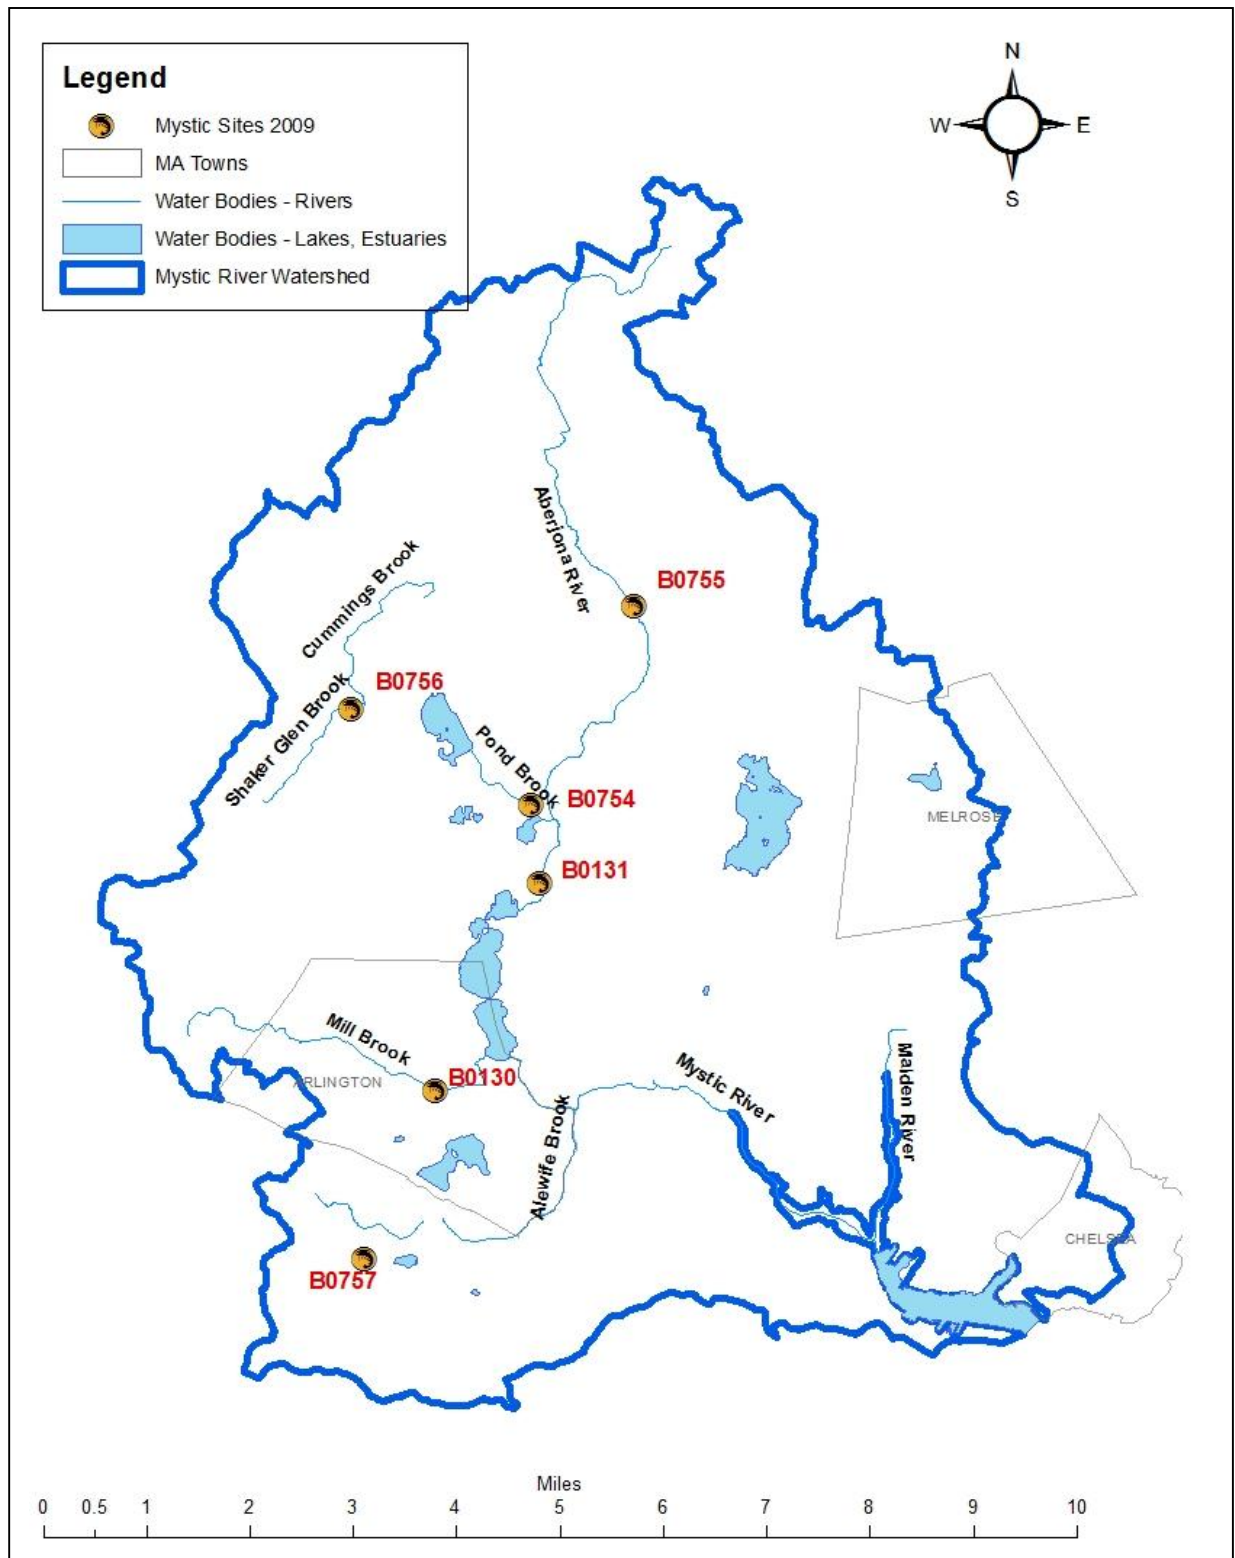 Legend
Mystic Sites 2009
MA Towns
Water Bodies - Rivers
Water Bodies - Lakes, Estuaries
Mystic River Watershed
N
W
E
S
Aberjona River
B0755
Cummings Brook
B0756
Shaker Glen Brook
Pond Brook
B0754
MELROSE
B0131
Mill Brook
B0130
ARLINGTON
Mystic River
Malden River
Alewife Brook
CHELSEA
B0757
Miles
0 0.5 1 2 3 4 5 6 7 8 9 10